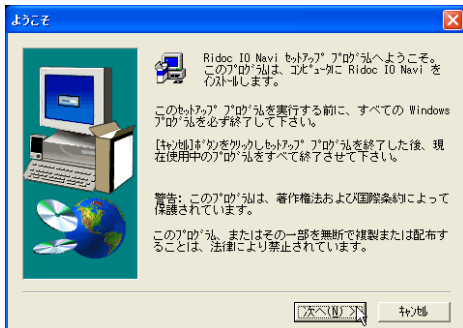 ようこそ
Ridoc IO Navi ｾｯﾄｱｯﾌﾟ ﾌﾟﾛｸﾞﾗﾑへようこそ。
このﾌﾟﾛｸﾞﾗﾑは、ｺﾝﾋﾟｭｰﾀに Ridoc IO Navi を
ｲﾝｽﾄｰﾙします。
このｾｯﾄｱｯﾌﾟ ﾌﾟﾛｸﾞﾗﾑを実行する前に、すべての Windows
ﾌﾟﾛｸﾞﾗﾑを必ず終了して下さい。
[ｷｬﾝｾﾙ]ﾎﾞﾀﾝをｸﾘｯｸしｾｯﾄｱｯﾌﾟ ﾌﾟﾛｸﾞﾗﾑを終了した後、現
在使用中のﾌﾟﾛｸﾞﾗﾑをすべて終了させて下さい。
警告: このﾌﾟﾛｸﾞﾗﾑは、著作権法および国際条約によって
保護されています。
このﾌﾟﾛｸﾞﾗﾑ、またはその一部を無断で複製または配布す
ることは、法律により禁止されています。
次へ(N) >
ｷｬﾝｾﾙ